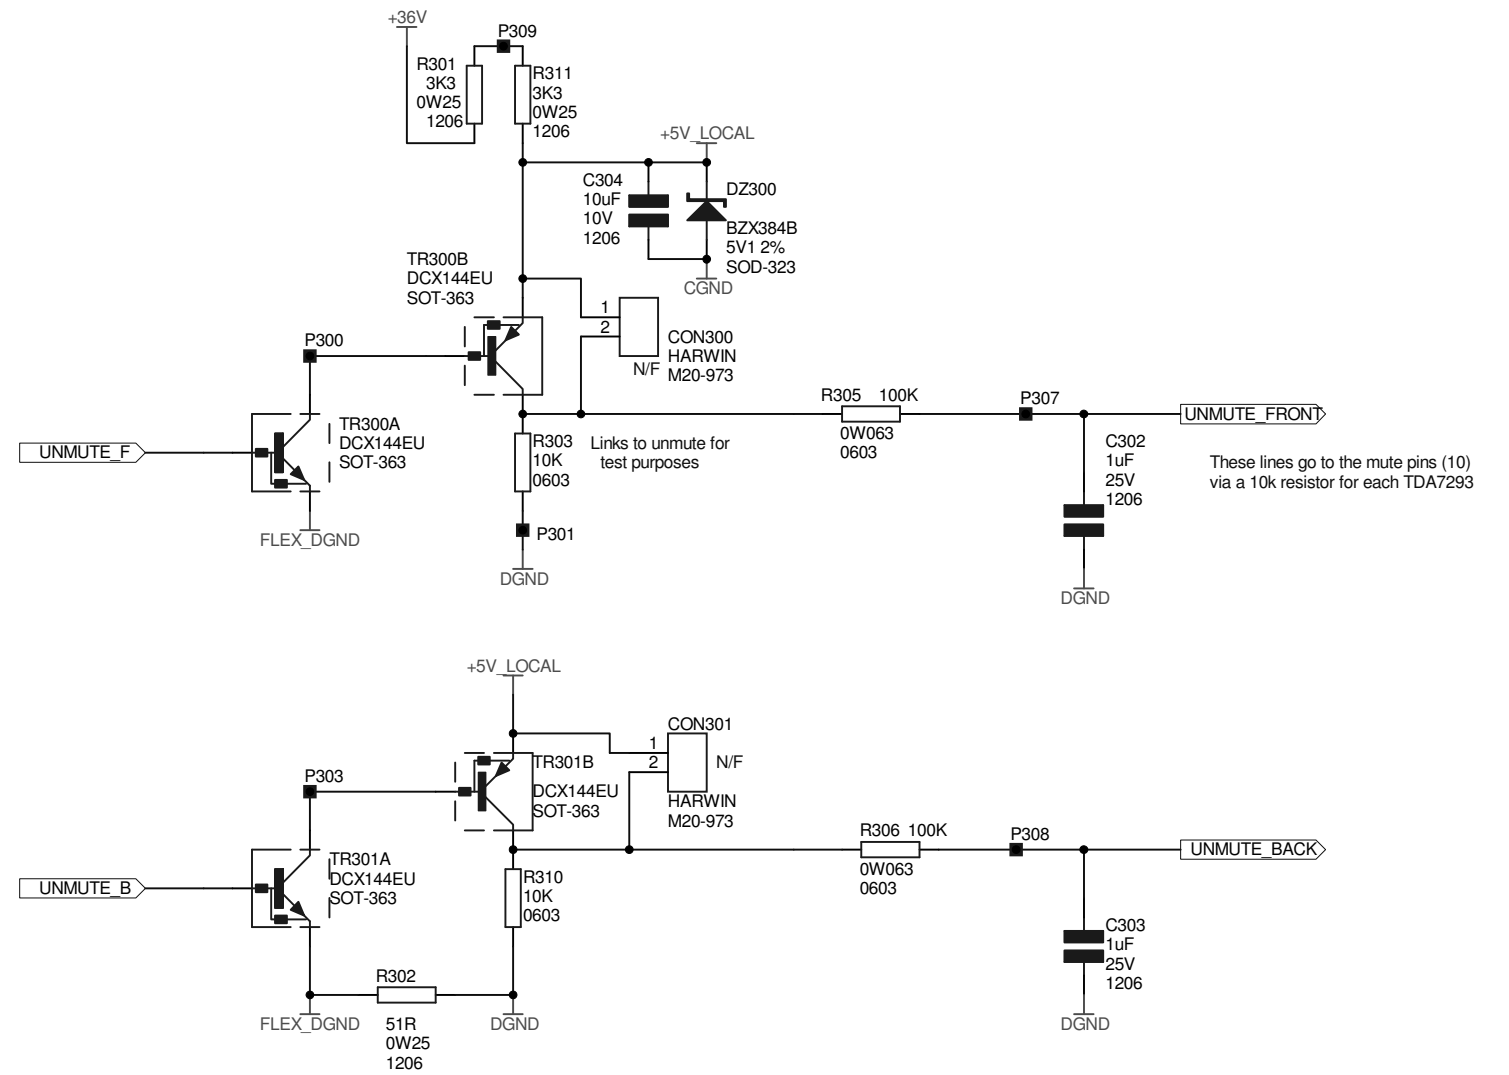 +36V
P309
R301
3K3
0W25
1206
R311
3K3
0W25
1206
+5V_LOCAL
C304
10uF
10V
1206
DZ300
BZX384B
5V1 2%
SOD-323
CGND
TR300B
DCX144EU
SOT-363
1
2
CON300
HARWIN
M20-973
N/F
P300
TR300A
DCX144EU
SOT-363
UNMUTE_F
FLEX_DGND
R303
10K
0603
Links to unmute for
test purposes
P301
DGND
R305 100K
0W063
0603
P307
UNMUTE_FRONT
C302
1uF
25V
1206
These lines go to the mute pins (10)
via a 10k resistor for each TDA7293
DGND
+5V_LOCAL
CON301
1
2
N/F
HARWIN
M20-973
TR301B
DCX144EU
SOT-363
P303
TR301A
DCX144EU
SOT-363
UNMUTE_B
R310
10K
0603
R306 100K
0W063
0603
P308
UNMUTE_BACK
C303
1uF
25V
1206
R302
51R
0W25
1206
FLEX_DGND
DGND
DGND